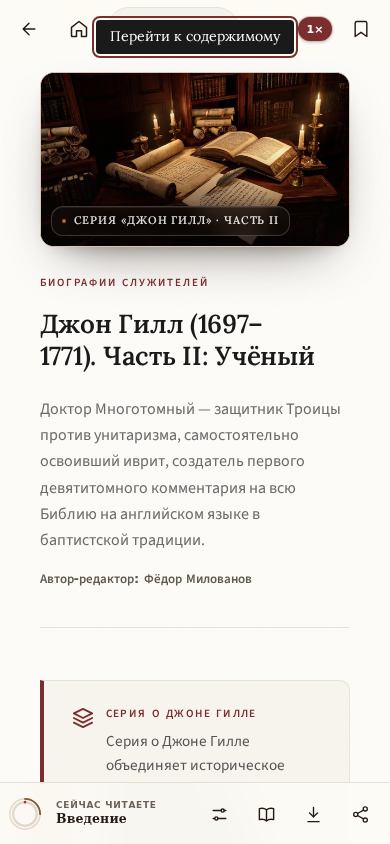 Перейти к содержимому
1×
СЕРИЯ «ДЖОН ГИЛЛ» · ЧАСТЬ II
БИОГРАФИИ СЛУЖИТЕЛЕЙ
Джон Гилл (1697–
1771). Часть II: Учёный
Доктор Многотомный — защитник Троицы
против унитаризма, самостоятельно
освоивший иврит, создатель первого
девятитомного комментария на всю
Библию на английском языке в
баптистской традиции.
Автор-редактор: Фёдор Милованов
СЕРИЯ О ДЖОНЕ ГИЛЛЕ
Серия о Джоне Гилле
объединяет историческое
СЕЙЧАС ЧИТАЕТЕ
Введение